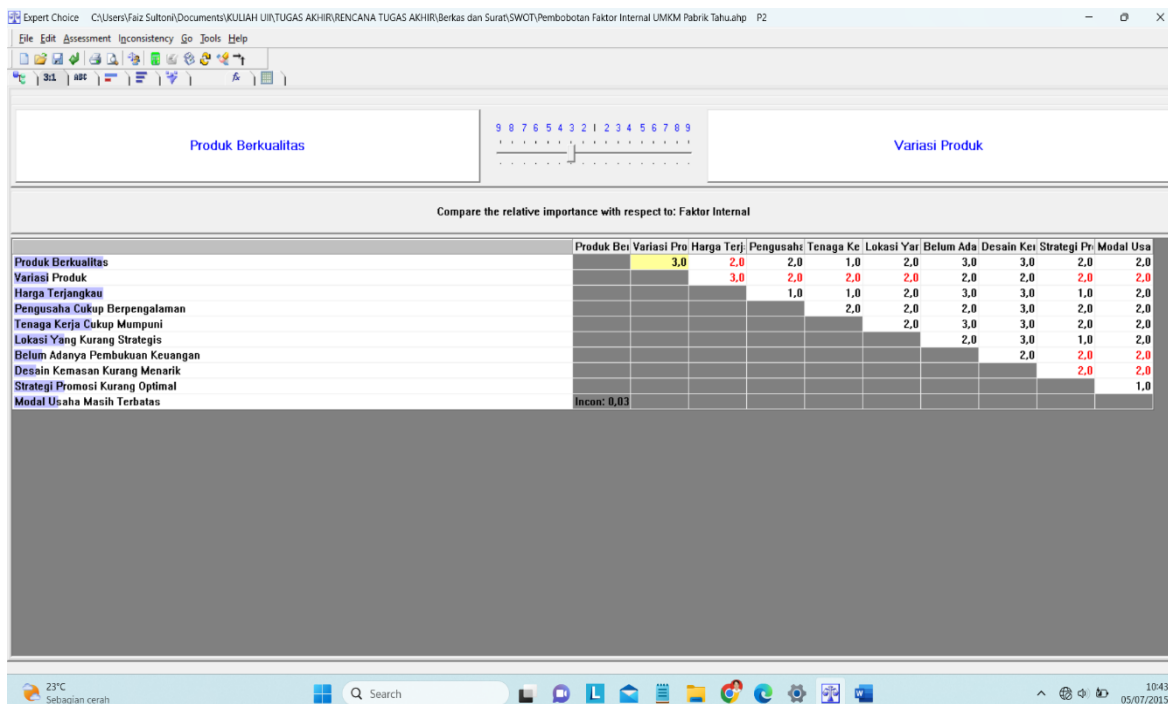 Expert Choice C:\Users\Faiz Sultoni\Documents\KULIAH UII\TUGAS AKHIR\RENCANA TUGAS AKHIR\Berkas dan Surat\SWOT\Pembobotan Faktor Internal UMKM Pabrik Tahu.ahp P2
File Edit Assessment Inconsistency Go Tools Help
3:1 ABC
9 8 7 6 5 4 3 2 1 2 3 4 5 6 7 8 9
Produk Berkualitas Variasi Produk
Compare the relative importance with respect to: Faktor Internal
Produk Ber Variasi Pro Harga Terj Pengusaha Tenaga Ke Lokasi Yar Belum Ada Desain Ker Strategi Pr Modal Usa
Produk Berkualitas 3,0 2,0 2,0 1,0 2,0 3,0 3,0 2,0 2,0
Variasi Produk 3,0 2,0 2,0 2,0 2,0 2,0 2,0 2,0
Harga Terjangkau 1,0 1,0 2,0 3,0 3,0 1,0 2,0
Pengusaha Cukup Berpengalaman 2,0 2,0 2,0 3,0 2,0 2,0
Tenaga Kerja Cukup Mumpuni 2,0 3,0 3,0 2,0 2,0
Lokasi Yang Kurang Strategis 2,0 3,0 1,0 2,0
Belum Adanya Pembukuan Keuangan 2,0 2,0 2,0
Desain Kemasan Kurang Menarik 2,0 2,0
Strategi Promosi Kurang Optimal 1,0
Modal Usaha Masih Terbatas Incon: 0,03
23°C
Sebagian cerah
Search
10:43
05/07/2015